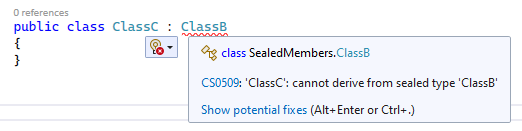 0 references
public class ClassC : ClassB
{
}
class SealedMembers.ClassB
CS0509: 'ClassC': cannot derive from sealed type 'ClassB'
Show potential fixes (Alt+Enter or Ctrl+.)